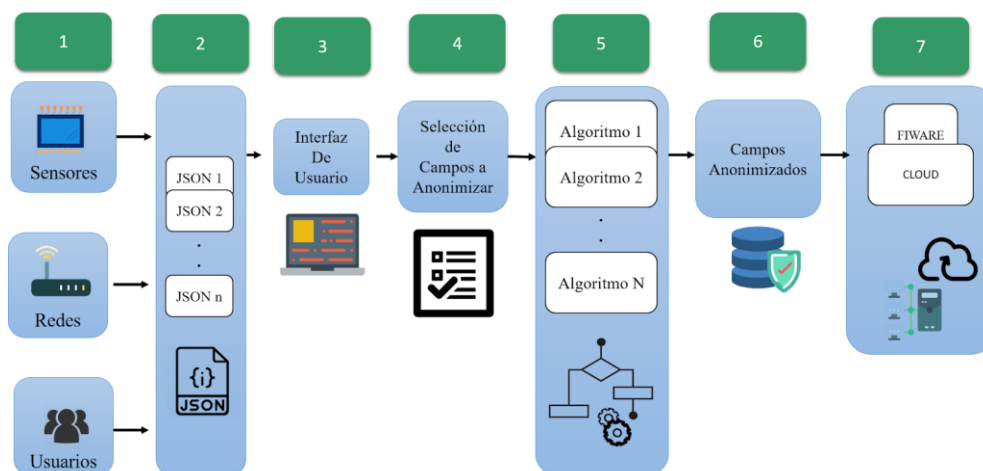 1
2
3
4
5
6
7
Sensores
Redes
Usuarios
JSON 1
JSON 2
.
.
JSON n
{i}
JSON
Interfaz
De
Usuario
Selección
de
Campos a
Anonimizar
Algoritmo 1
Algoritmo 2
.
.
Algoritmo N
Campos
Anonimizados
FIWARE
CLOUD